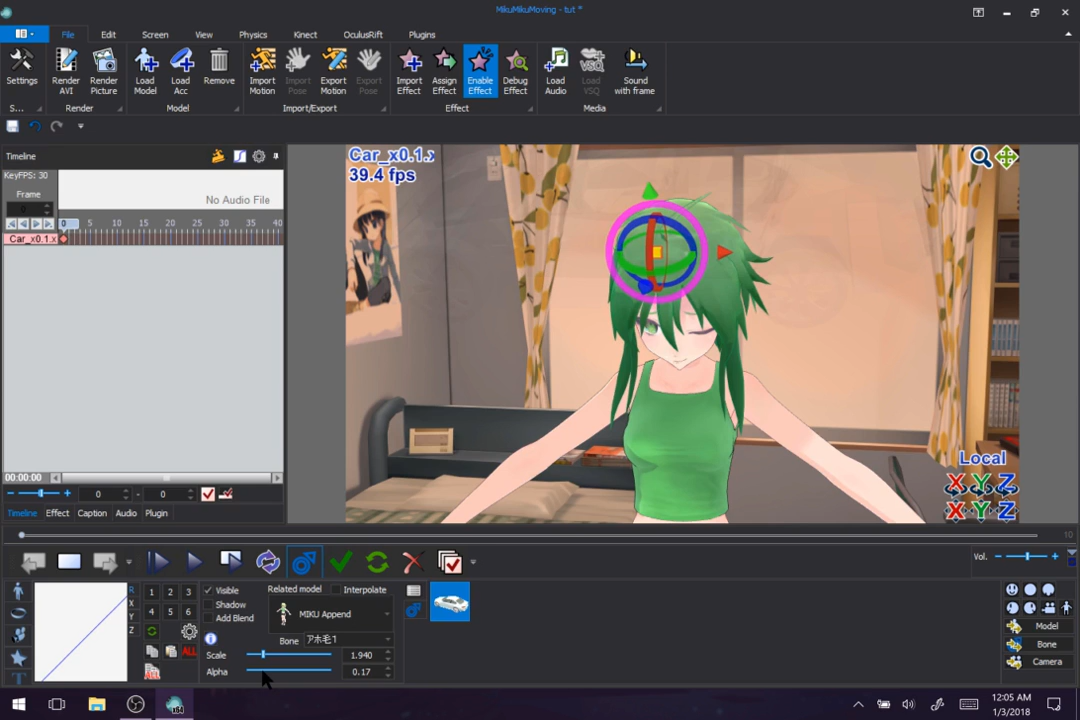 MikuMikuMoving - tut *
File Edit Screen View Physics Kinect OculusRift Plugins
Settings
Render AVI
Render Picture
Load Model
Load Acc
Remove
Import Motion
Import Pose
Export Motion
Export Pose
Import Effect
Assign Effect
Enable Effect
Debug Effect
Load Audio
Load VSQ
Sound with frame
S... Render Model Import/Export Effect Media
Timeline
KeyFPS: 30
No Audio File
Frame
0
0 5 10 15 20 25 30 35 40
Car_x0.1.x
Car_x0.1.x
39.4 fps
Local
X Y Z
X Y Z
00:00:00
0 - 0
Timeline Effect Caption Audio Plugin
10
Vol.
R
X
Y
Z
1 2 3
4 5 6
ALL
ALL
Visible
Shadow
Add Blend
Related model Interpolate
MIKU Append
Bone アホ毛1
Scale 1.940
Alpha 0.17
Model
Bone
Camera
x64
12:05 AM
1/3/2018